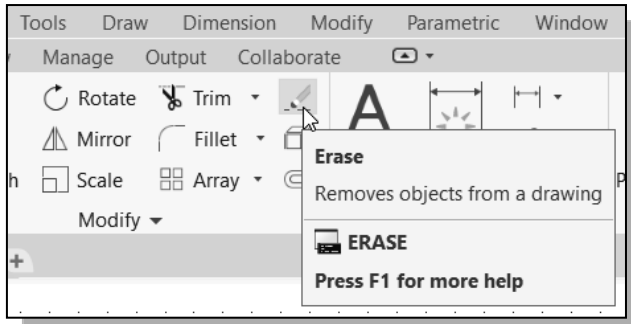 Tools Draw Dimension Modify Parametric Window
Manage Output Collaborate
Rotate Trim
Mirror Fillet
h Scale Array
Modify
A
Erase
Removes objects from a drawing
ERASE
Press F1 for more help
P